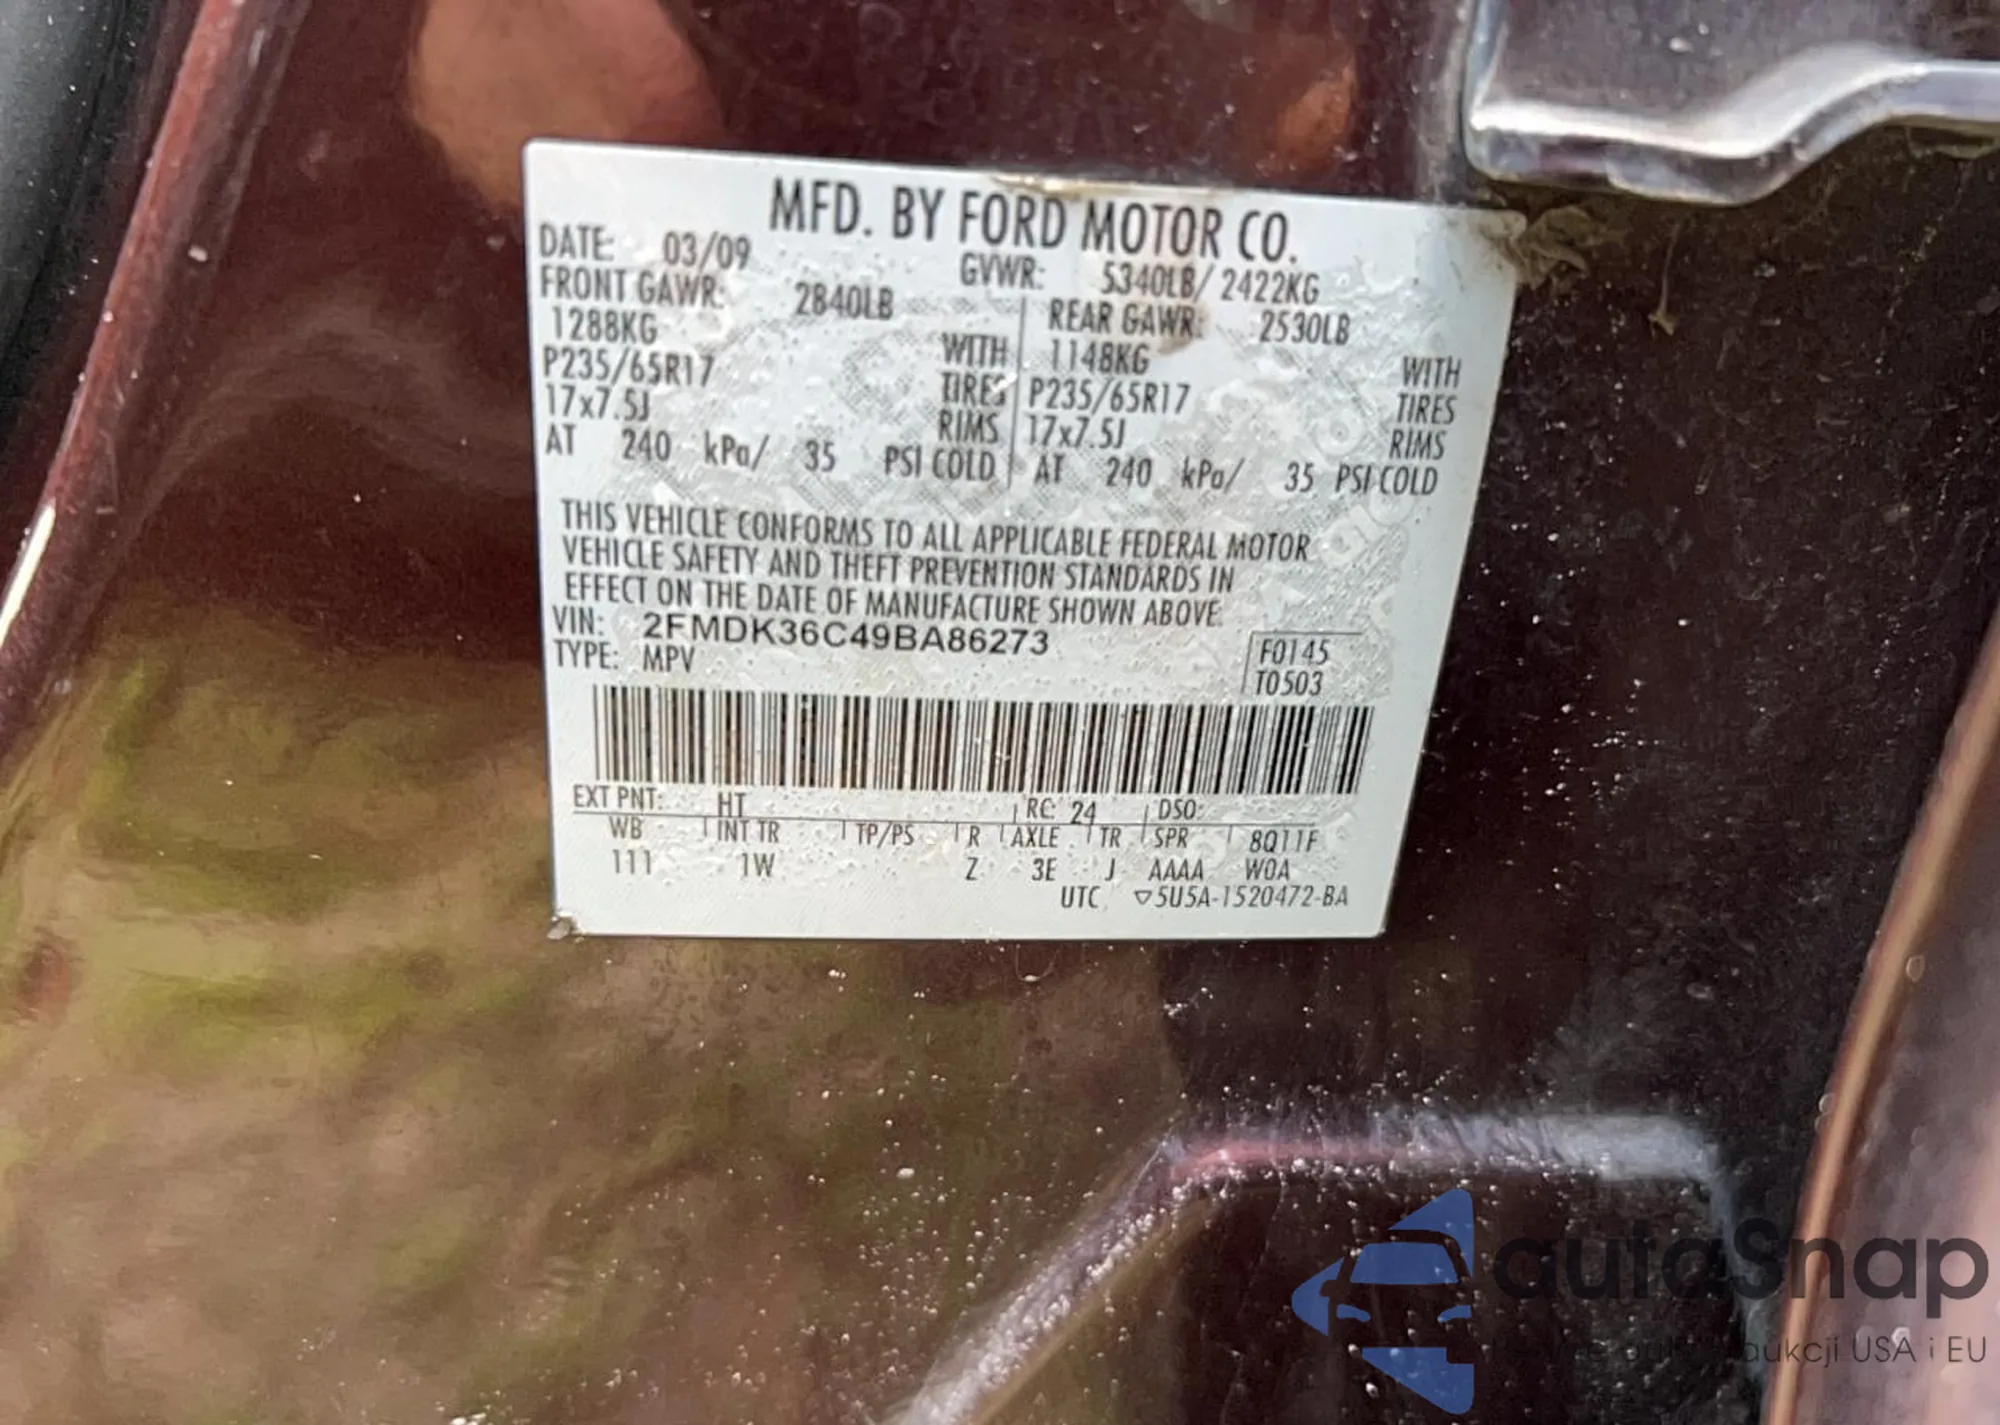 MFD. BY FORD MOTOR CO.
DATE: 03/09 GVWR: 5340LB/ 2422KG
FRONT GAWR: 2840LB REAR GAWR: 2530LB
1288KG WITH 1148KG WITH
P235/65R17 TIRES P235/65R17 TIRES
17x7.5J RIMS 17x7.5J RIMS
AT 240 kPa/ 35 PSI COLD AT 240 kPa/ 35 PSI COLD
THIS VEHICLE CONFORMS TO ALL APPLICABLE FEDERAL MOTOR
VEHICLE SAFETY AND THEFT PREVENTION STANDARDS IN
EFFECT ON THE DATE OF MANUFACTURE SHOWN ABOVE.
VIN: 2FMDK36C49BA86273
TYPE: MPV F0145
T0503
EXT PNT: HT RC: 24 DSO:
WB INT TR TP/PS R AXLE TR SPR 8Q11F
111 1W Z 3E J AAAA W0A
UTC ▽5U5A-1520472-BA
autoSnap
aukcji USA i EU